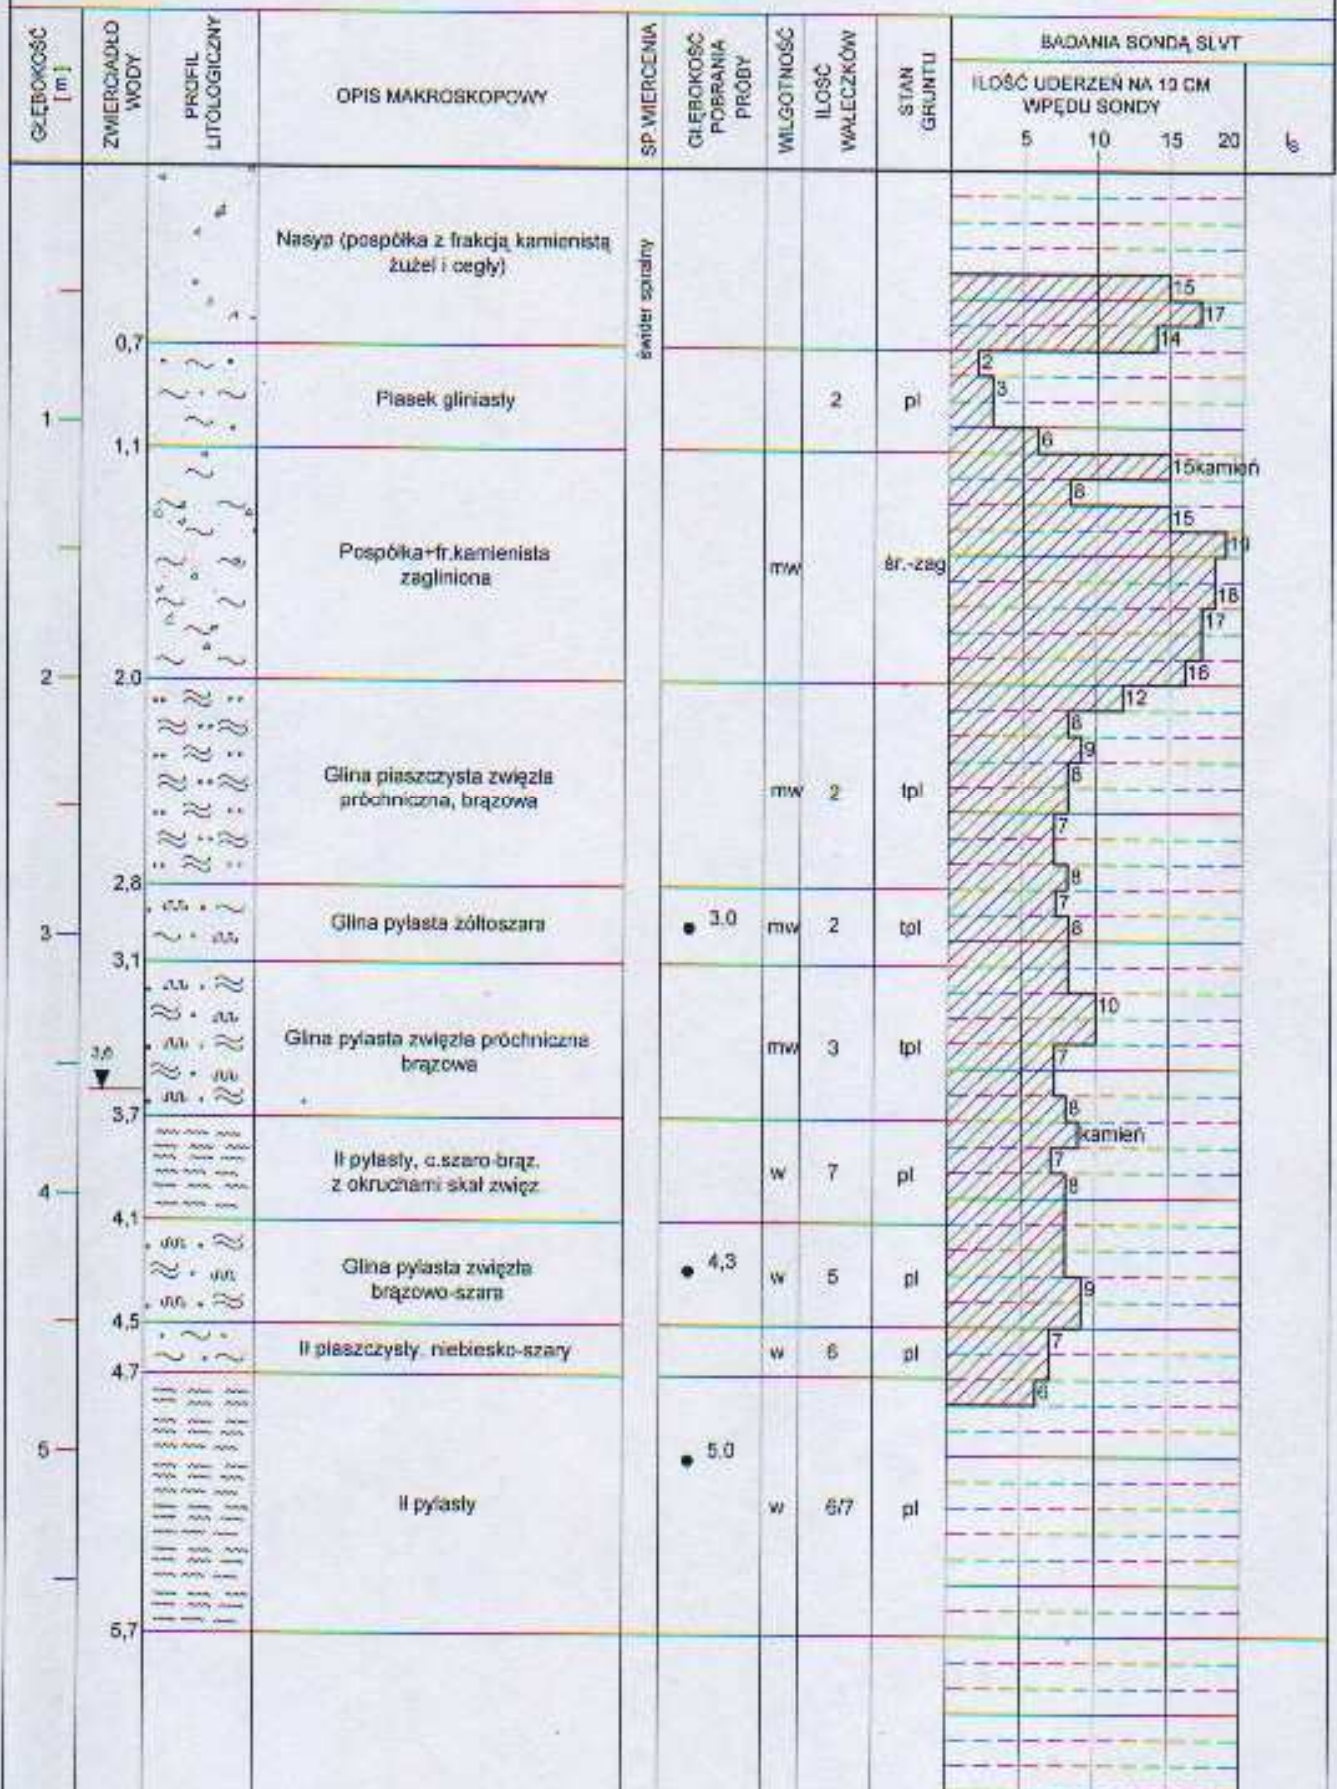 GŁĘBOKOŚĆ
[m]
ZWIERCIADŁO
WODY
PROFIL
LITOLOGICZNY
OPIS MAKROSKOPOWY
SP WIERCENIA
GŁĘBOKOŚĆ
POBRANIA
PRÓBY
WILGOTNOŚĆ
ILOŚĆ
WAŁECZKÓW
STAN
GRUNTU
BADANIA SONDĄ SLVT
ILOŚĆ UDERZEŃ NA 10 CM
WPĘDU SONDY
5 10 15 20
świder spiralny
Nasyp (pospółka z frakcją kamienistą
żużel i cegły)
15
17
14
0,7
2
3
Piasek gliniasty
2 pl
1
1,1
6
15kamień
8
15
19
Pospółka+fr.kamienista
zagliniona
mw śr.-zag
18
17
16
2
2.0
12
8
9
8
Glina piaszczysta zwięzła
próchniczna, brązowa
mw 2 tpl
7
8
2,8
7
Glina pylasta żółtoszara
3.0 mw 2 tpl
8
3
3,1
10
Glina pylasta zwięzła próchniczna
brązowa
mw 3 tpl
7
3,6
8
3,7
kamień
7
Ił pylasty, c.szaro-brąz.
z okruchami skał zwięz.
w 7 pl
8
4
4,1
Glina pylasta zwięzła
brązowo-szara
4,3 w 5 pl
9
4.5
7
Ił piaszczysty, niebiesko-szary
w 6 pl
4.7
6
5
5.0
Ił pylasty
w 6/7 pl
5,7